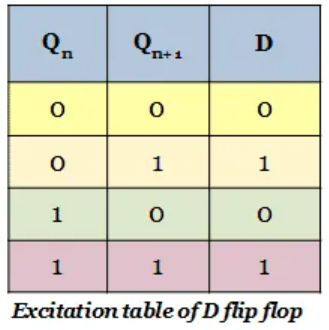 Qn Qn+1 D
0 0 0
0 1 1
1 0 0
1 1 1
Excitation table of D flip flop